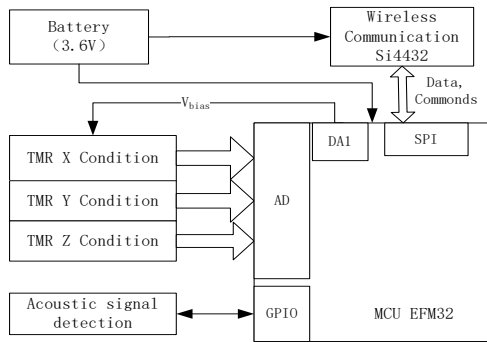 Battery
(3.6V)
Wireless
Communication
Si4432
Data,
Commonds
Vbias
DA1
SPI
TMR X Condition
TMR Y Condition
TMR Z Condition
AD
Acoustic signal
detection
GPIO
MCU EFM32